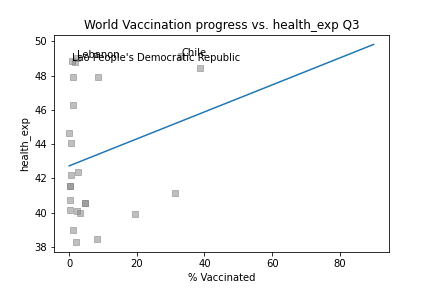 World Vaccination progress vs. health_exp Q3
50
48
46
44
42
40
38
health_exp
Lebanon
Chile
Lao People's Democratic Republic
0
20
40
60
80
% Vaccinated